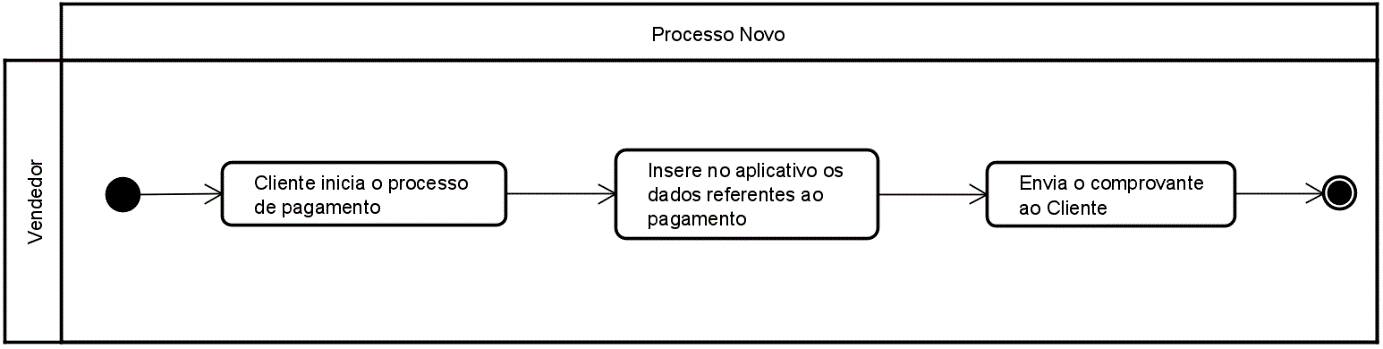 Processo Novo
Vendedor
Cliente inicia o processo
de pagamento
Insere no aplicativo os
dados referentes ao
pagamento
Envia o comprovante
ao Cliente